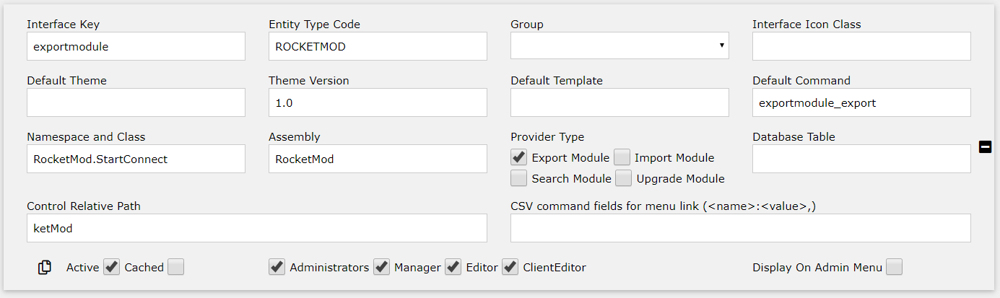 Interface Key Entity Type Code Group Interface Icon Class
exportmodule ROCKETMOD
Default Theme Theme Version Default Template Default Command
1.0 exportmodule_export
Namespace and Class Assembly Provider Type Database Table
RocketMod.StartConnect RocketMod Export Module Import Module
Search Module Upgrade Module
Control Relative Path CSV command fields for menu link (<name>:<value>,)
ketMod
Active Cached Administrators Manager Editor ClientEditor Display On Admin Menu